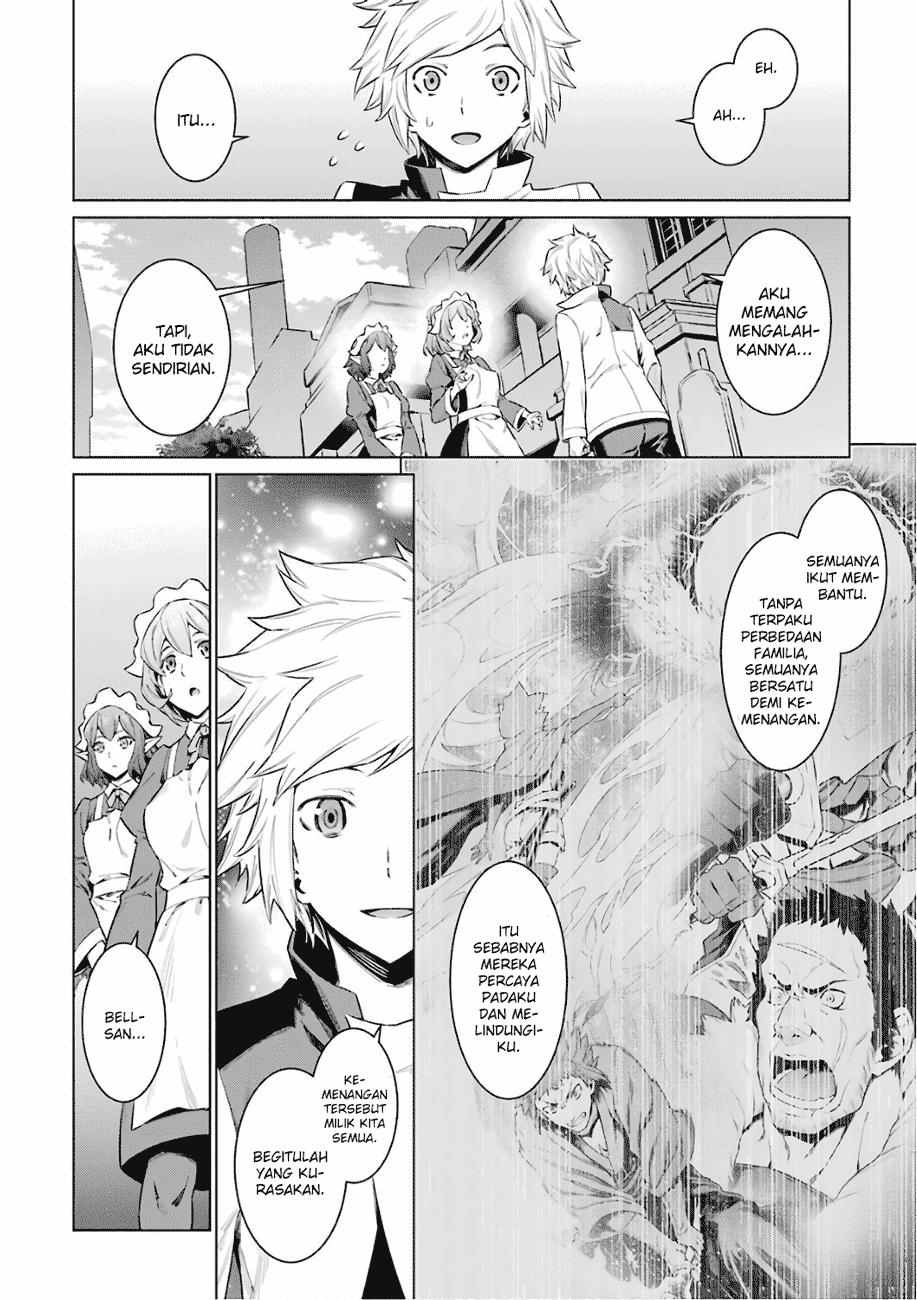 EH.
AH...
ITU...
AKU
MEMANG
MENGALAH-
KANNYA...
TAPI,
AKU TIDAK
SENDIRIAN.
SEMUANYA
IKUT MEM-
BANTU.
TANPA
TERPAKU
PERBEDAAN
FAMILIA,
SEMUANYA
BERSATU
DEMI KE-
MENANGAN.
ITU
SEBABNYA
MEREKA
PERCAYA
PADAKU
DAN ME-
LINDUNGI-
KU.
KE-
MENANGAN
TERSEBUT
MILIK KITA
SEMUA.
BEGITULAH
YANG KU-
RASAKAN.
BELL-
SAN...